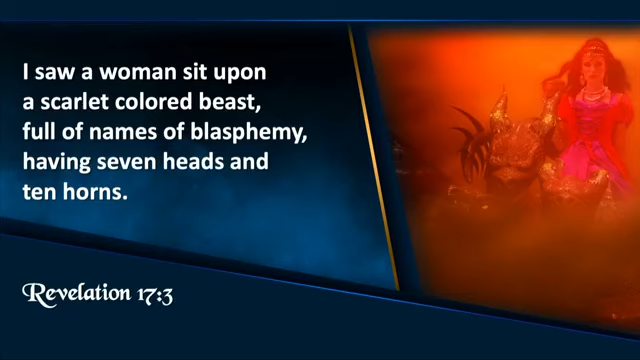 I saw a woman sit upon
a scarlet colored beast,
full of names of blasphemy,
having seven heads and
ten horns.
Revelation 17:3